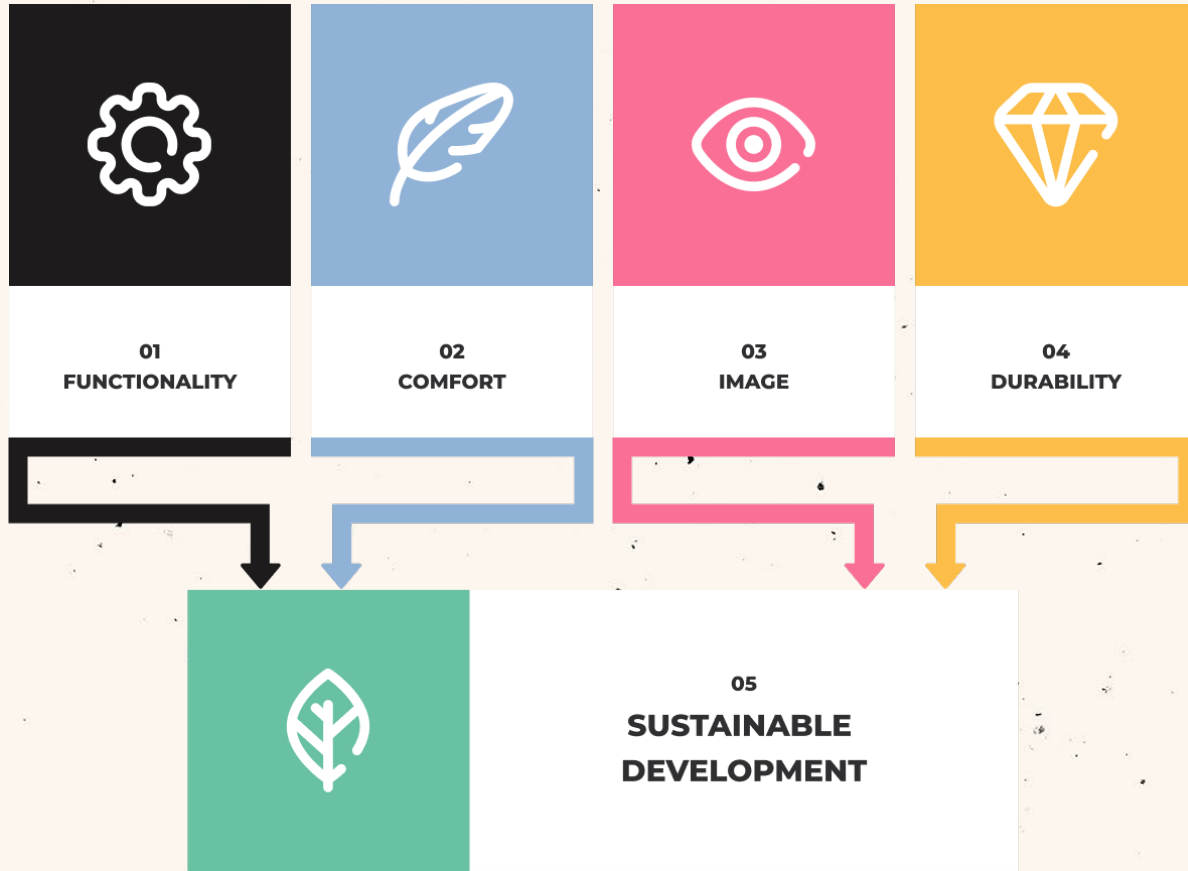 01
FUNCTIONALITY
02
COMFORT
03
IMAGE
04
DURABILITY
05
SUSTAINABLE
DEVELOPMENT